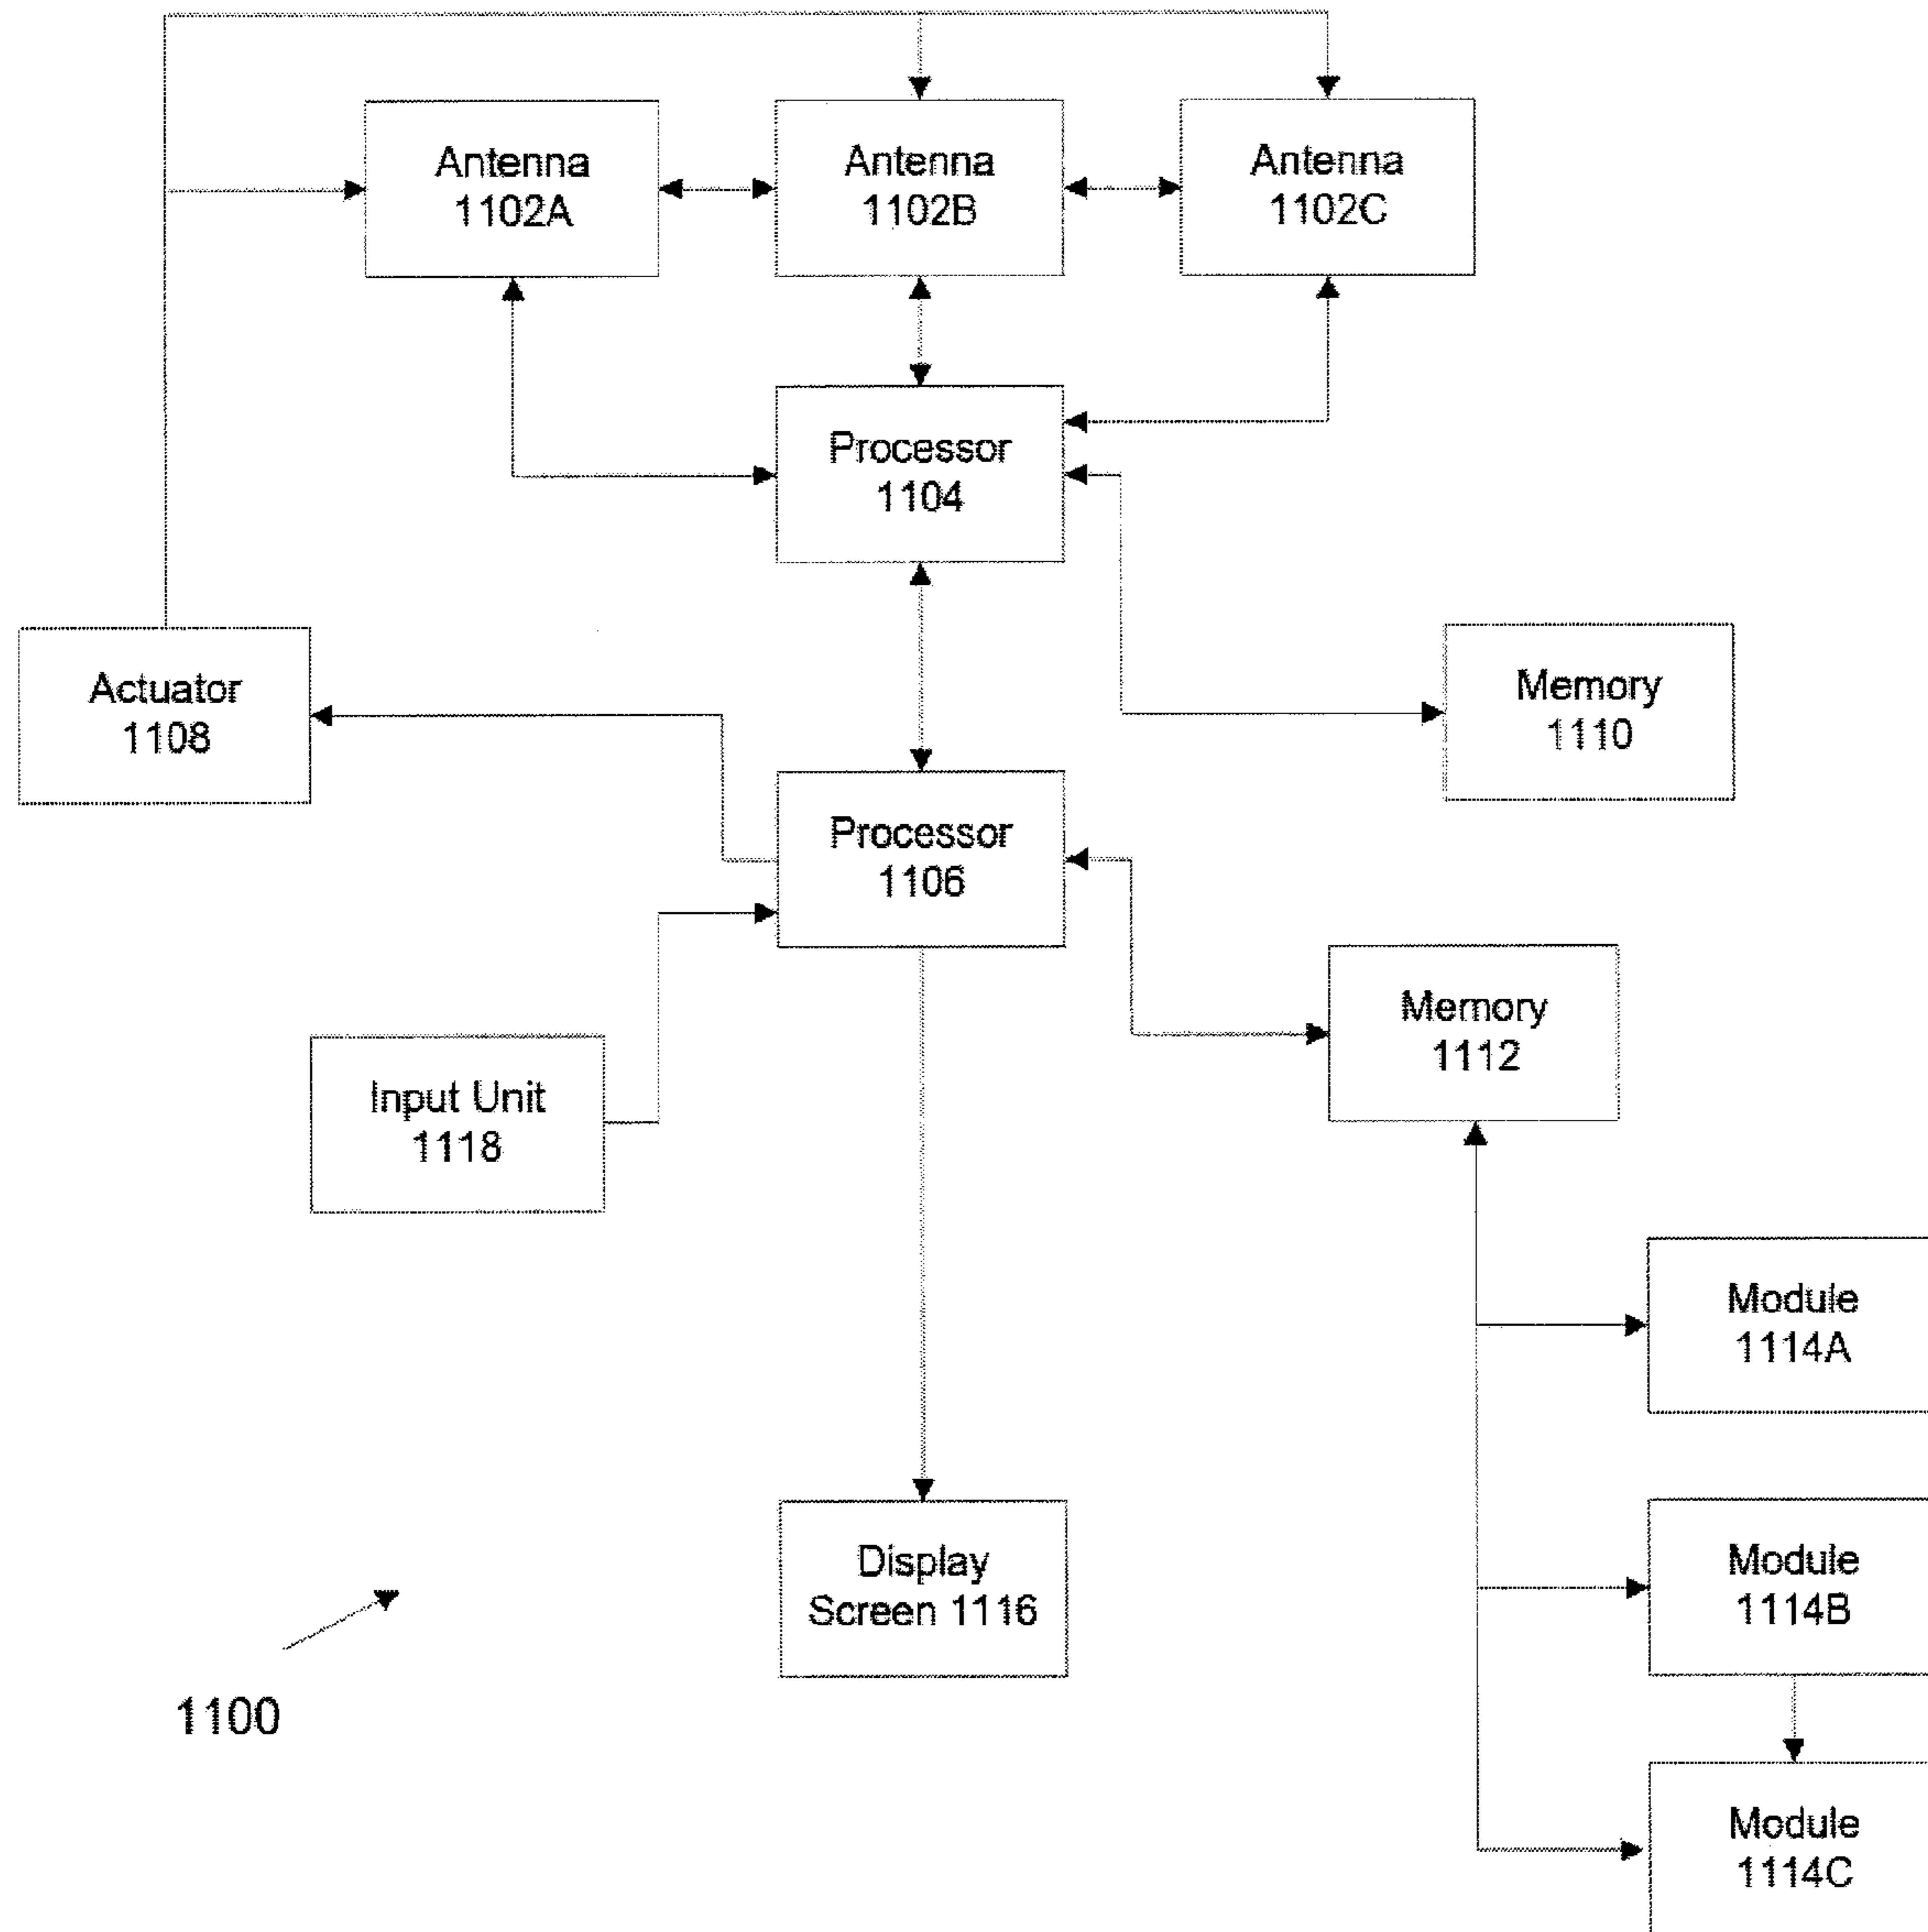 Antenna
1102A
Antenna
1102B
Antenna
1102C
Processor
1104
Actuator
1108
Memory
1110
Processor
1106
Memory
1112
Input Unit
1118
Module
1114A
Display
Screen 1116
Module
1114B
1100
Module
1114C